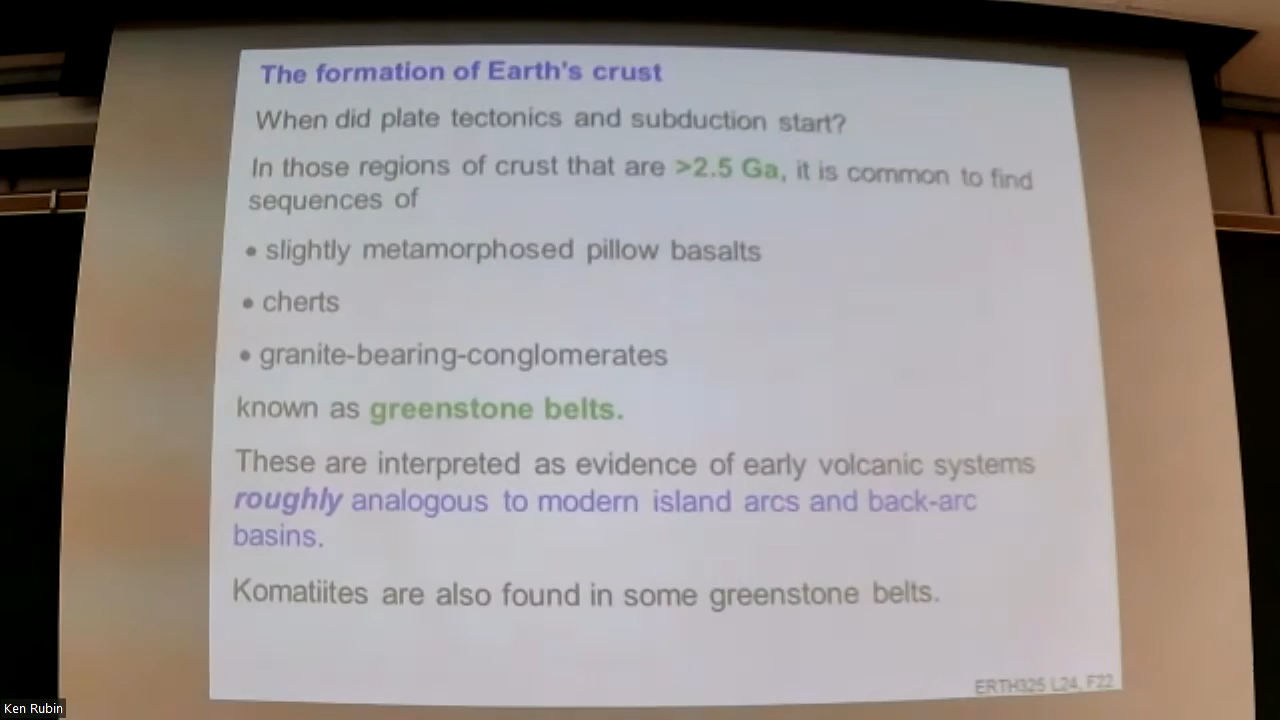 The formation of Earth's crust
When did plate tectonics and subduction start?
In those regions of crust that are >2.5 Ga, it is common to find
sequences of
• slightly metamorphosed pillow basalts
• cherts
• granite-bearing-conglomerates
known as greenstone belts.
These are interpreted as evidence of early volcanic systems
roughly analogous to modern island arcs and back-arc
basins.
Komatiites are also found in some greenstone belts.
ERTH325 L24, F22
Ken Rubin